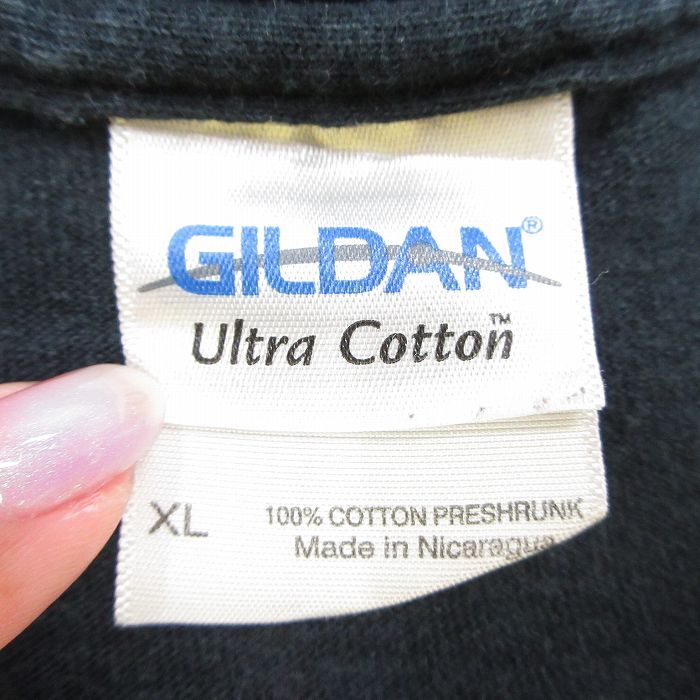 GILDAN®
Ultra Cotton™
XL
100% COTTON PRESHRUNK
Made in Nicaragua